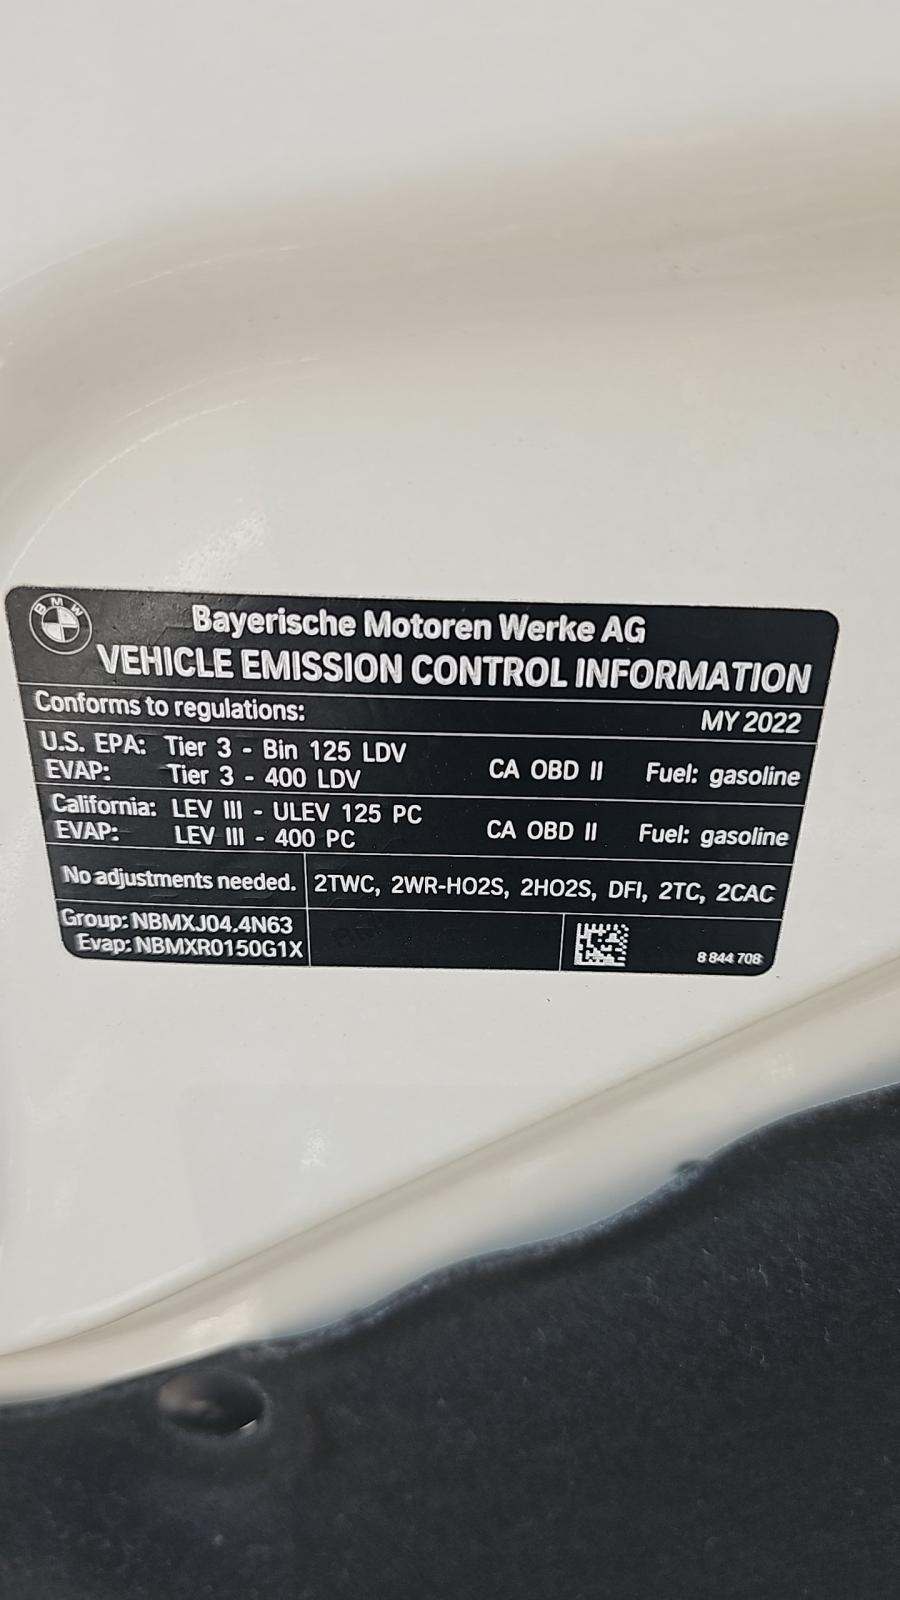 BMW
Bayerische Motoren Werke AG
VEHICLE EMISSION CONTROL INFORMATION
Conforms to regulations: MY 2022
U.S. EPA: Tier 3 - Bin 125 LDV
EVAP: Tier 3 - 400 LDV CA OBD II Fuel: gasoline
California: LEV III - ULEV 125 PC
EVAP: LEV III - 400 PC CA OBD II Fuel: gasoline
No adjustments needed. 2TWC, 2WR-HO2S, 2HO2S, DFI, 2TC, 2CAC
Group: NBMXJ04.4N63
Evap: NBMXR0150G1X
8 844 708